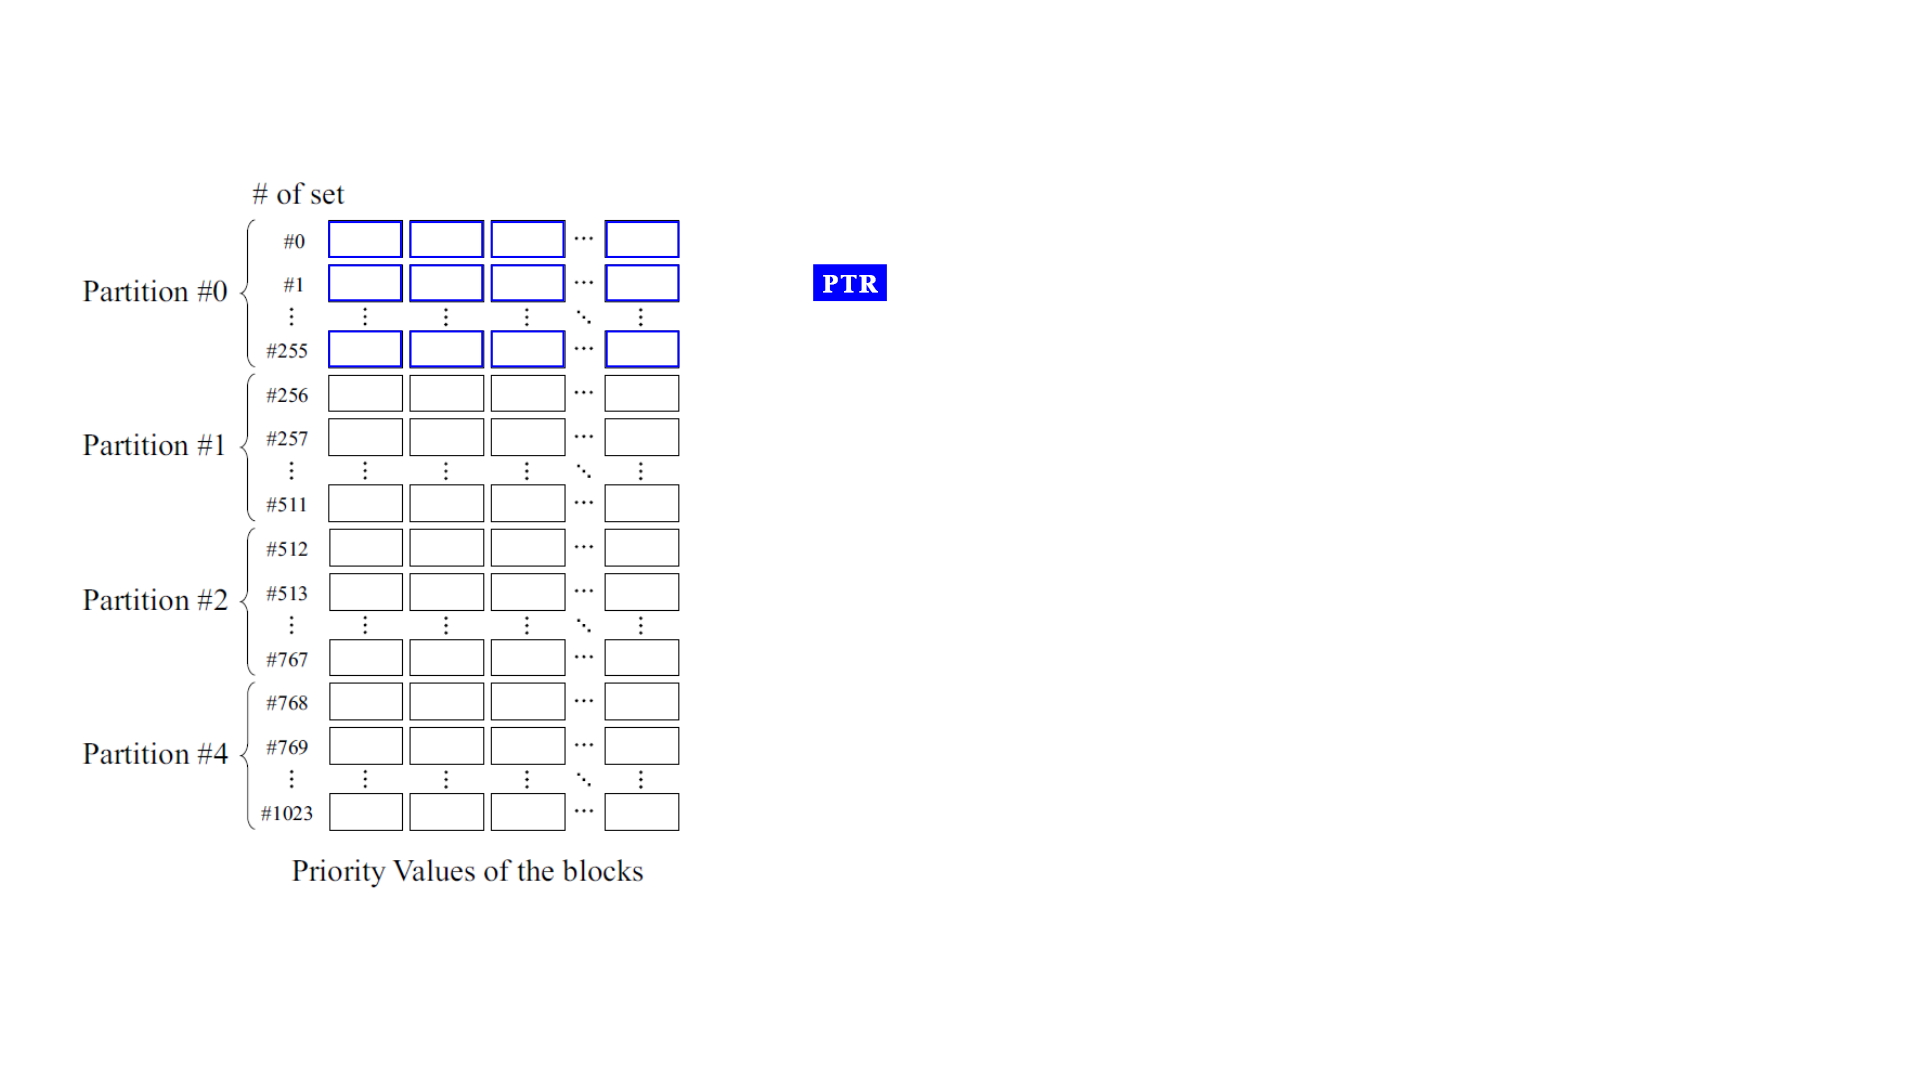 # of set
#0
PTR
#1
Partition #0
#255
#256
#257
Partition #1
#511
#512
#513
Partition #2
#767
#768
#769
Partition #4
#1023
Priority Values of the blocks